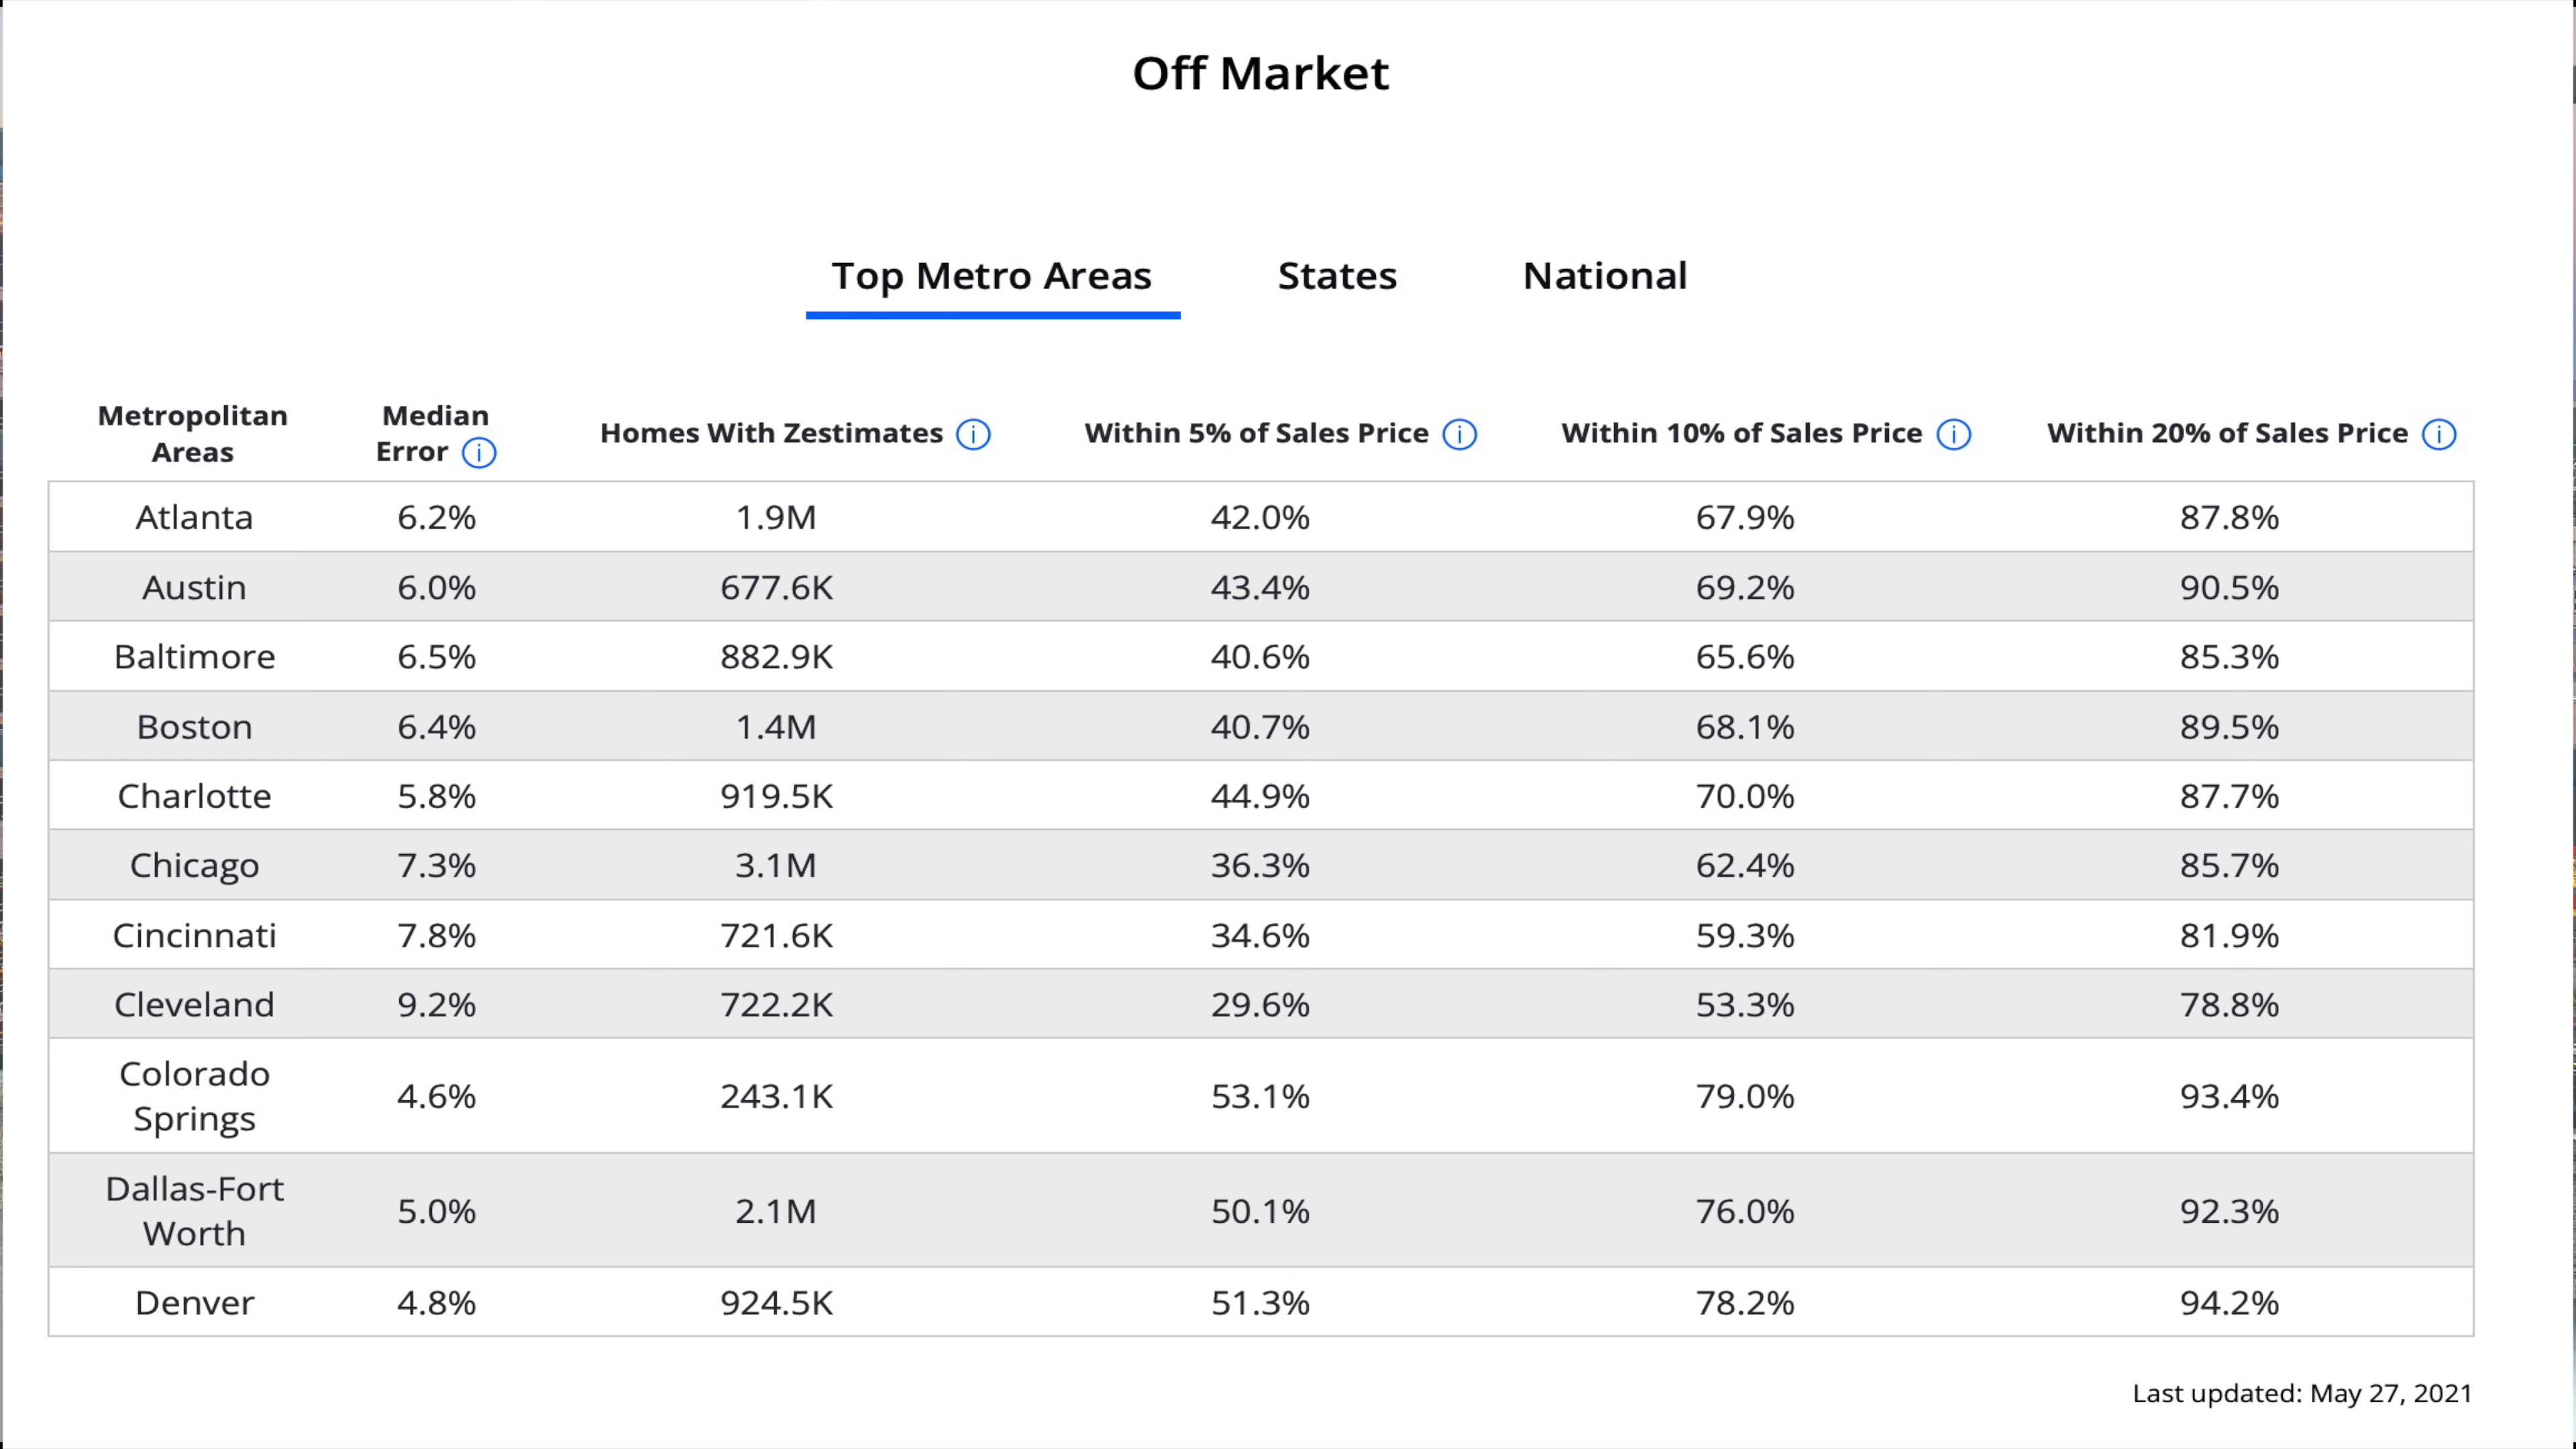 Off Market
Top Metro Areas States National
Metropolitan Areas Median Error Homes With Zestimates Within 5% of Sales Price Within 10% of Sales Price Within 20% of Sales Price
Atlanta 6.2% 1.9M 42.0% 67.9% 87.8%
Austin 6.0% 677.6K 43.4% 69.2% 90.5%
Baltimore 6.5% 882.9K 40.6% 65.6% 85.3%
Boston 6.4% 1.4M 40.7% 68.1% 89.5%
Charlotte 5.8% 919.5K 44.9% 70.0% 87.7%
Chicago 7.3% 3.1M 36.3% 62.4% 85.7%
Cincinnati 7.8% 721.6K 34.6% 59.3% 81.9%
Cleveland 9.2% 722.2K 29.6% 53.3% 78.8%
Colorado Springs 4.6% 243.1K 53.1% 79.0% 93.4%
Dallas-Fort Worth 5.0% 2.1M 50.1% 76.0% 92.3%
Denver 4.8% 924.5K 51.3% 78.2% 94.2%
Last updated: May 27, 2021